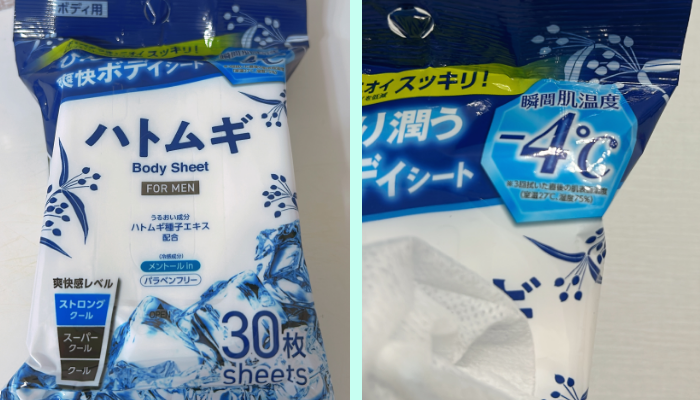 ボディ用
スッキリ!
爽快ボディシート
-4℃
ハトムギ
Body Sheet
FOR MEN
うるおい成分
ハトムギ種子エキス
配合
メントール in
パラベンフリー
爽快感レベル
ストロング
クール
スーパー
クール
クール
30枚
sheets
オイ スッキリ!
り潤う
ディシート
瞬間肌温度
-4℃